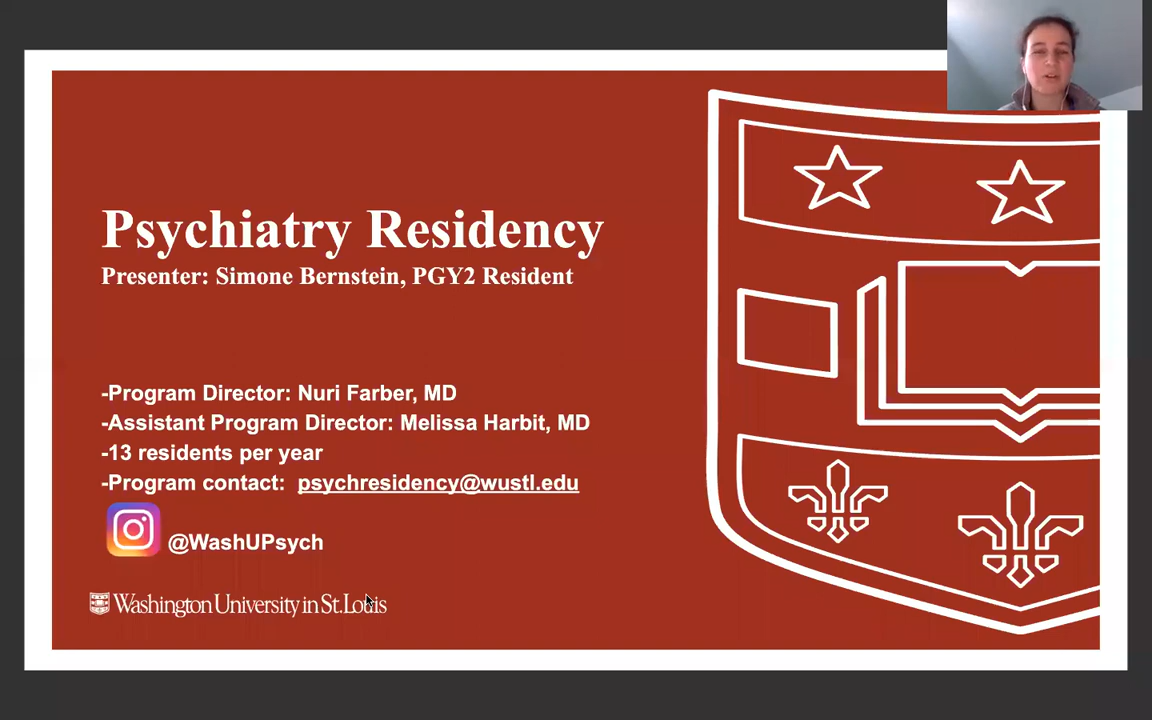 Psychiatry Residency
Presenter: Simone Bernstein, PGY2 Resident
-Program Director: Nuri Farber, MD
-Assistant Program Director: Melissa Harbit, MD
-13 residents per year
-Program contact: psychresidency@wustl.edu
@WashUPsych
Washington University in St.Louis